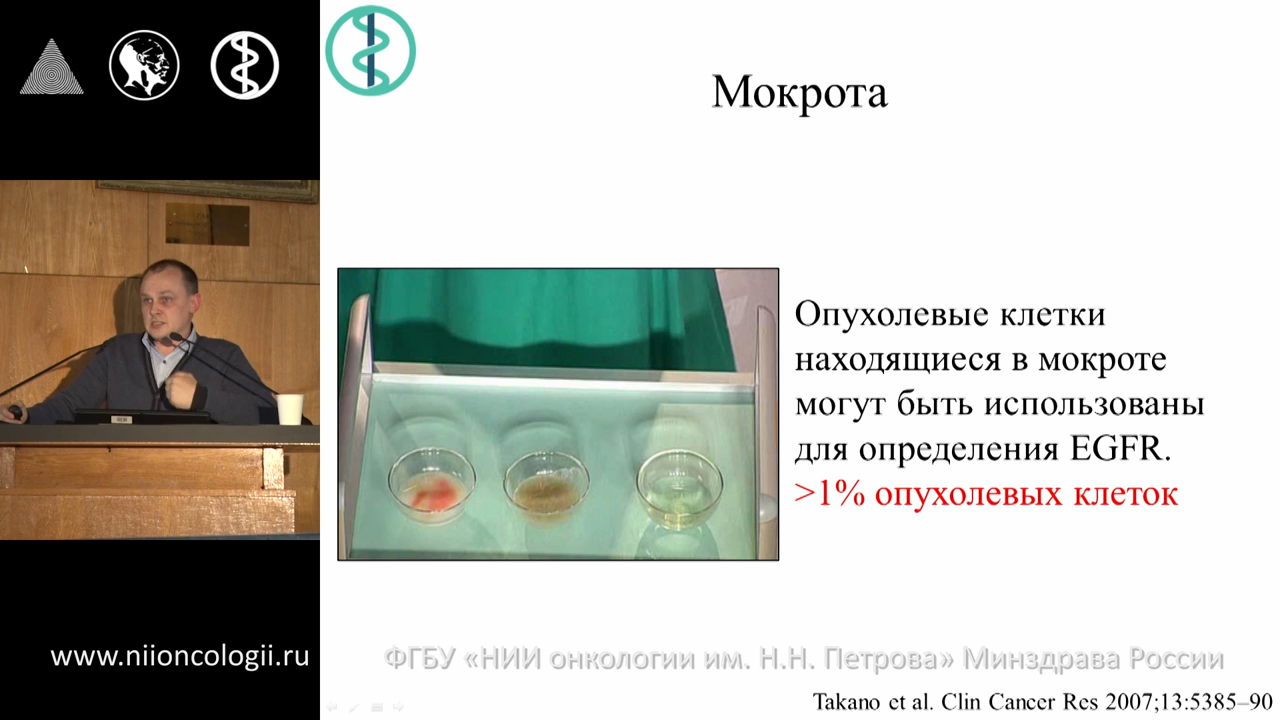 Мокрота
Опухолевые клетки
находящиеся в мокроте
могут быть использованы
для определения EGFR.
>1% опухолевых клеток
www.niioncologii.ru
ФГБУ «НИИ онкологии им. Н.Н. Петрова» Минздрава России
Takano et al. Clin Cancer Res 2007;13:5385–90